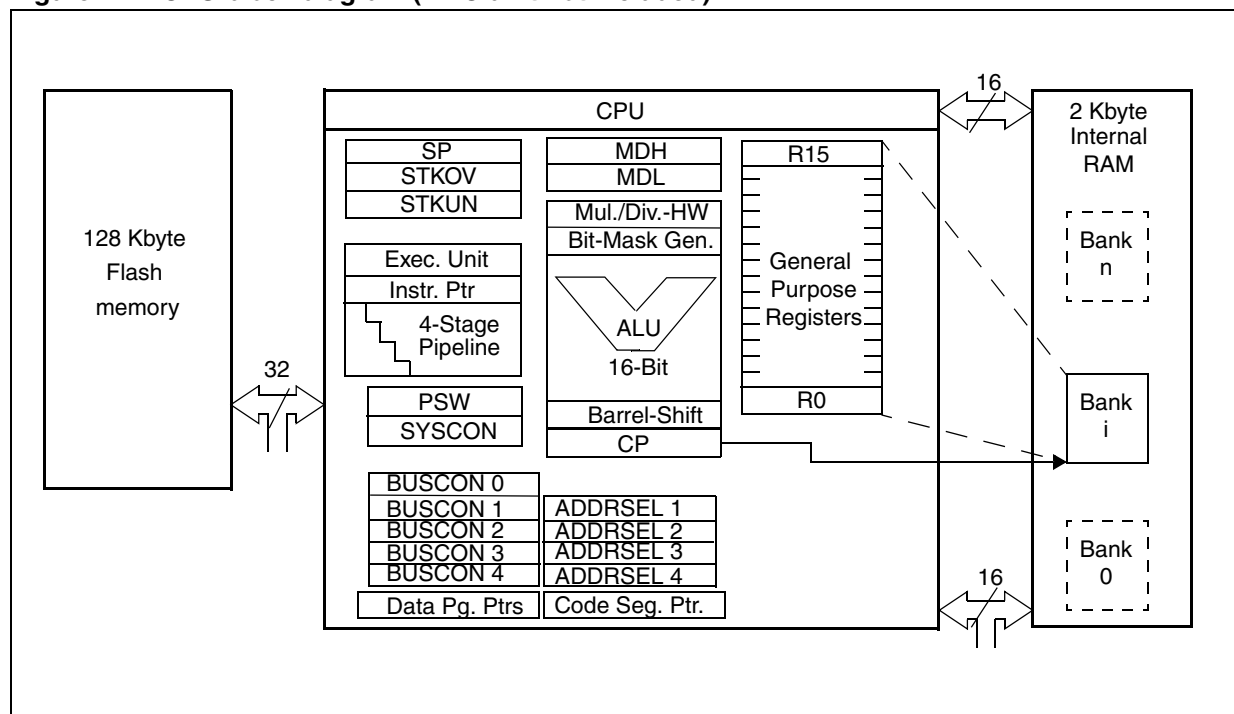 128 Kbyte
Flash
memory
32
CPU
SP
STKOV
STKUN
Exec. Unit
Instr. Ptr
4-Stage
Pipeline
PSW
SYSCON
BUSCON 0
BUSCON 1
BUSCON 2
BUSCON 3
BUSCON 4
Data Pg. Ptrs
MDH
MDL
Mul./Div.-HW
Bit-Mask Gen.
ALU
16-Bit
Barrel-Shift
CP
ADDRSEL 1
ADDRSEL 2
ADDRSEL 3
ADDRSEL 4
Code Seg. Ptr.
R15
General
Purpose
Registers
R0
16
16
2 Kbyte
Internal
RAM
Bank
n
Bank
i
Bank
0